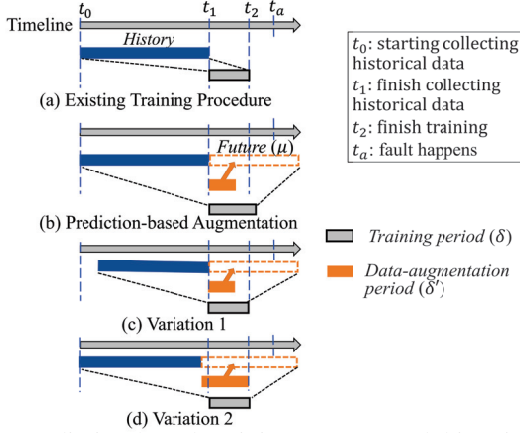 t₀ t₁ t₂ tₐ
Timeline
History
(a) Existing Training Procedure
Future (μ)
(b) Prediction-based Augmentation
(c) Variation 1
(d) Variation 2
t₀: starting collecting
historical data
t₁: finish collecting
historical data
t₂: finish training
tₐ: fault happens
Training period (δ)
Data-augmentation
period (δ')